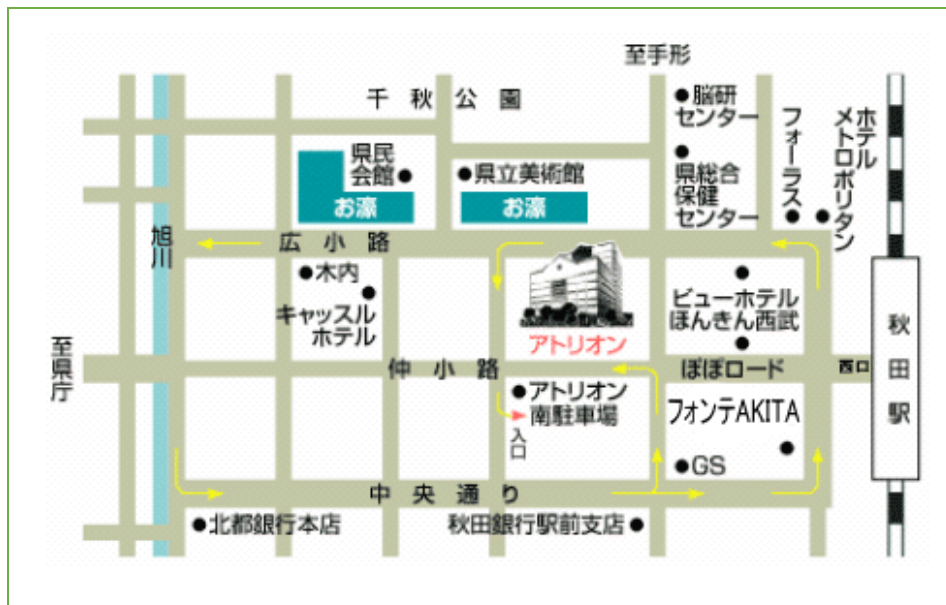 至手形
千秋公園
●脳研
センター
フォーラス
ホテル
メトロポリタン
県民
会館●
●県立美術館
県総合
保健
センター
お濠
お濠
旭川
広小路
●木内
キャッスル
ホテル
アトリオン
ビューホテル
ほんきん西武
秋田駅
西口
至県庁
仲小路
ぽぽロード
●アトリオン
南駐車場
入口
フォンテAKITA
●GS
中央通り
●北都銀行本店
秋田銀行駅前支店●